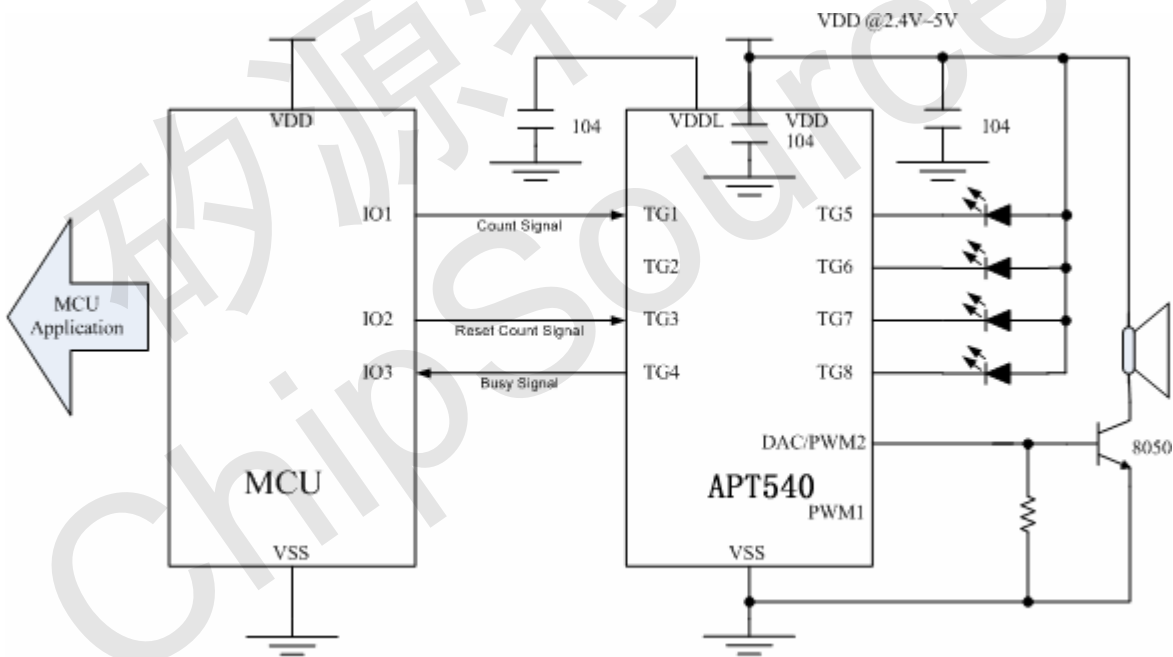 矽源特
ChipSource
VDD @2.4V~5V
VDD
104
VDDL
VDD
104
104
IO1
Count Signal
TG1
TG5
TG2
TG6
MCU
Application
IO2
Reset Count Signal
TG3
TG7
IO3
Busy Signal
TG4
TG8
DAC/PWM2
8050
MCU
APT540
PWM1
VSS
VSS